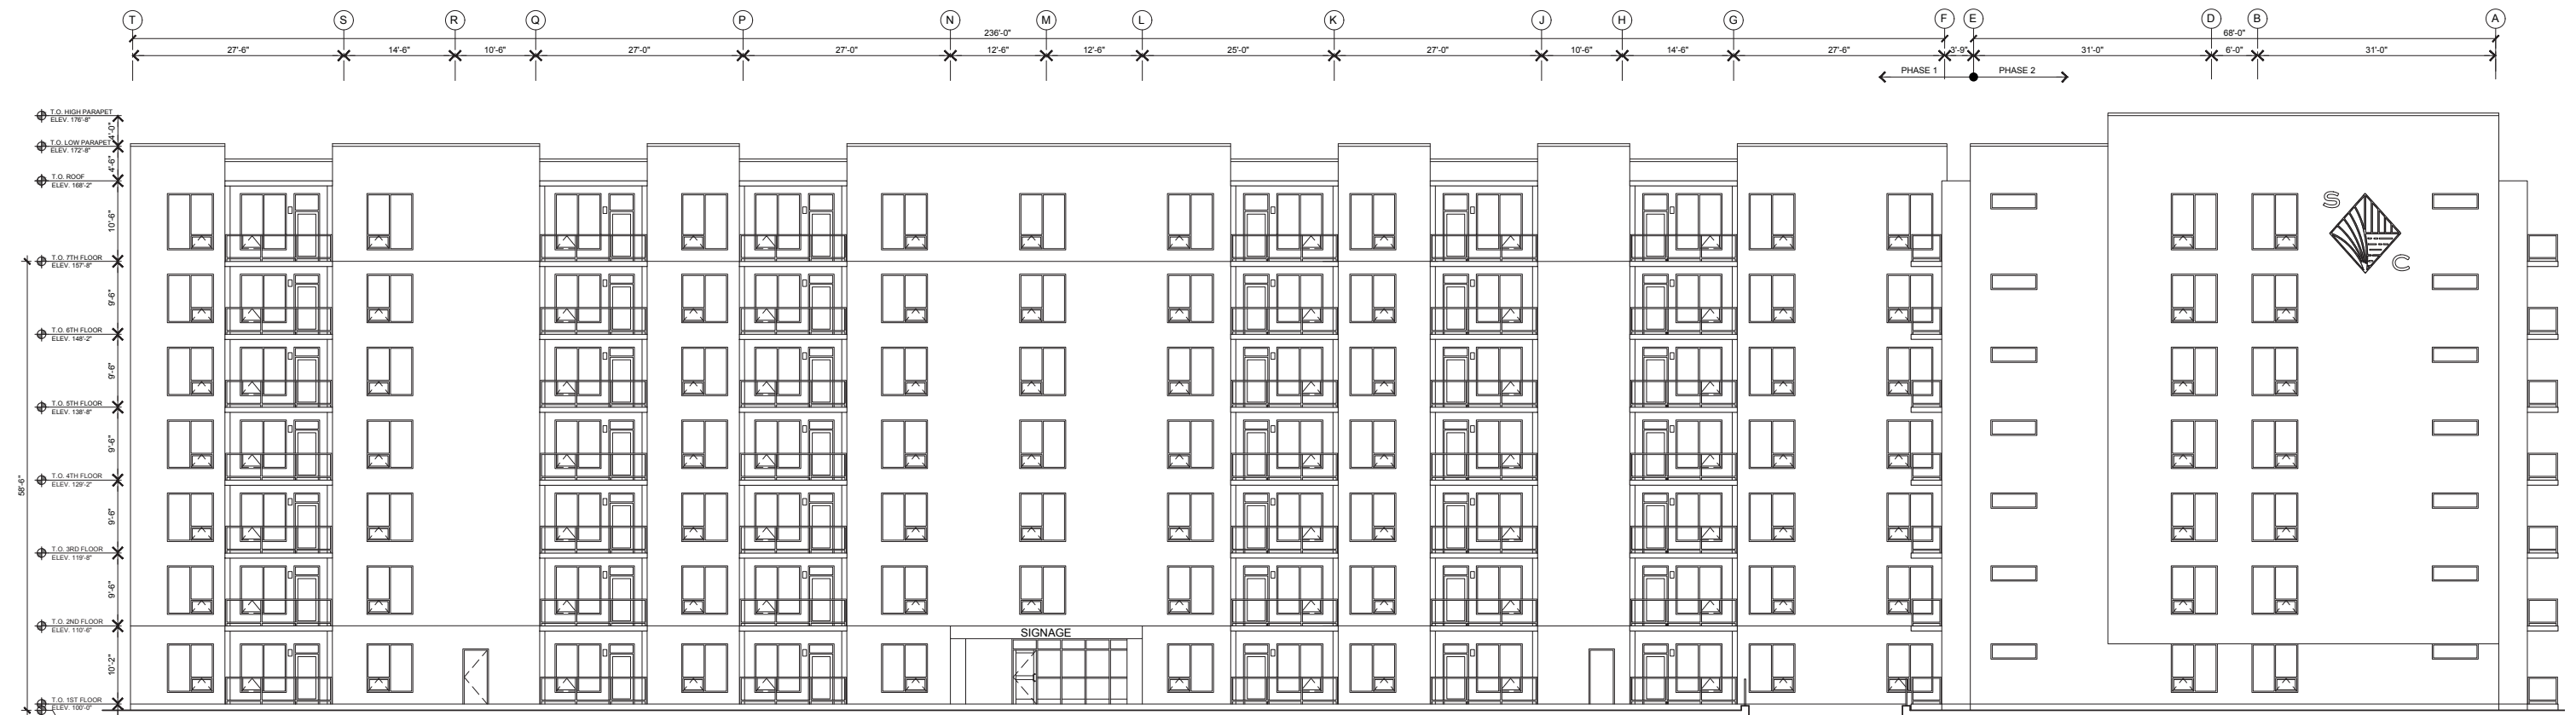 T S R Q P N M L K J H G F E D B A
236'-0" 68'-0"
27'-6" 14'-6" 10'-6" 27'-0" 27'-0" 12'-6" 12'-6" 25'-0" 27'-0" 10'-6" 14'-6" 27'-6" 3'-9" 31'-0" 6'-0" 31'-0"
PHASE 1 PHASE 2
T.O. HIGH PARAPET
ELEV. 176'-8"
4'-0"
T.O. LOW PARAPET
ELEV. 172'-8"
4'-6"
T.O. ROOF
ELEV. 168'-2"
S
10'-6"
C
T.O. 7TH FLOOR
ELEV. 157'-8"
9'-6"
T.O. 6TH FLOOR
ELEV. 148'-2"
9'-6"
T.O. 5TH FLOOR
ELEV. 138'-8"
9'-6"
T.O. 4TH FLOOR
ELEV. 129'-2"
58'-6"
9'-6"
T.O. 3RD FLOOR
ELEV. 119'-8"
9'-6"
T.O. 2ND FLOOR
ELEV. 110'-6"
SIGNAGE
10'-2"
T.O. 1ST FLOOR
ELEV. 100'-0"